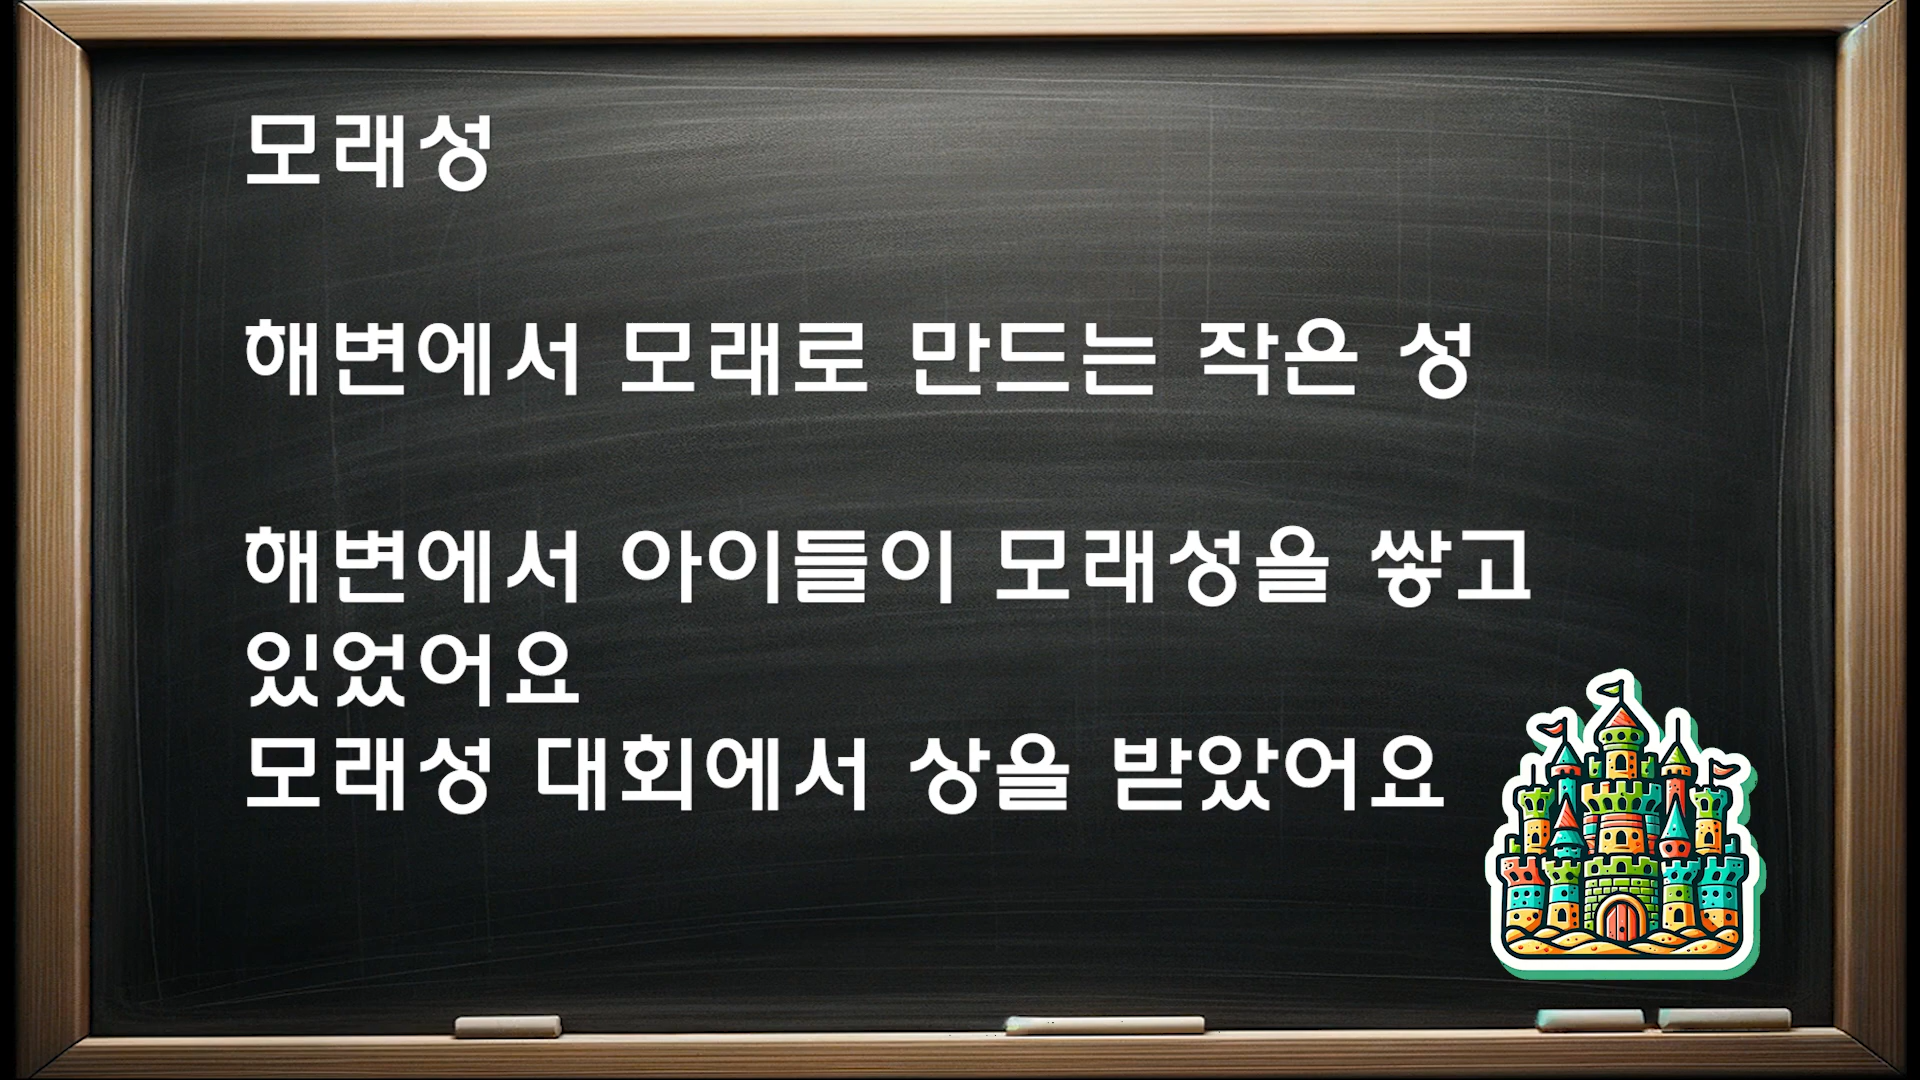 모래성
해변에서 모래로 만드는 작은 성
해변에서 아이들이 모래성을 쌓고
있었어요
모래성 대회에서 상을 받았어요